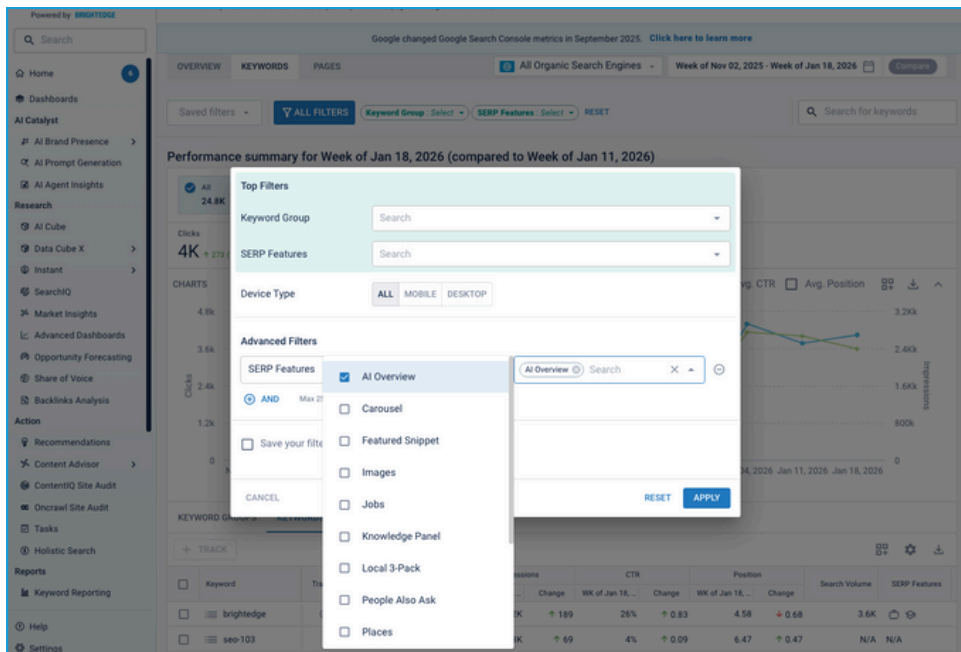 Powered by BRIGHTEDGE
Search
Home 4
Dashboards
AI Catalyst
AI Brand Presence
AI Prompt Generation
AI Agent Insights
Research
AI Cube
Data Cube X
Instant
SearchIQ
Market Insights
Advanced Dashboards
Opportunity Forecasting
Share of Voice
Backlinks Analysis
Action
Recommendations
Content Advisor
ContentIQ Site Audit
Oncrawl Site Audit
Tasks
Holistic Search
Reports
Keyword Reporting
Help
Settings
Google changed Google Search Console metrics in September 2025. Click here to learn more
OVERVIEW KEYWORDS PAGES All Organic Search Engines Week of Nov 02, 2025 - Week of Jan 18, 2026 Compare
Saved filters ALL FILTERS Keyword Group : Select SERP Features : Select RESET Search for keywords
Performance summary for Week of Jan 18, 2026 (compared to Week of Jan 11, 2026)
All
24.8K
Clicks
4K
CHARTS
CTR Avg. Position
4.8k
3.6k
2.4k
1.2k
0
Clicks
3.2Kk
2.4Kk
1.6Kk
800k
0
Impressions
2026 Jan 11, 2026 Jan 18, 2026
Top Filters
Keyword Group Search
SERP Features Search
Device Type ALL MOBILE DESKTOP
Advanced Filters
SERP Features AI Overview Search
AND
Save your
CANCEL RESET APPLY
AI Overview
Carousel
Featured Snippet
Images
Jobs
Knowledge Panel
Local 3-Pack
People Also Ask
Places
KEYWORD GROUPS
+ TRACK
Keyword CTR Position Search Volume SERP Features
Change WK of Jan 18, ... Change WK of Jan 18, ... Change
brightedge 189 26% 0.83 4.58 0.68 3.6K
seo-103 69 4% 0.09 6.47 0.47 N/A N/A